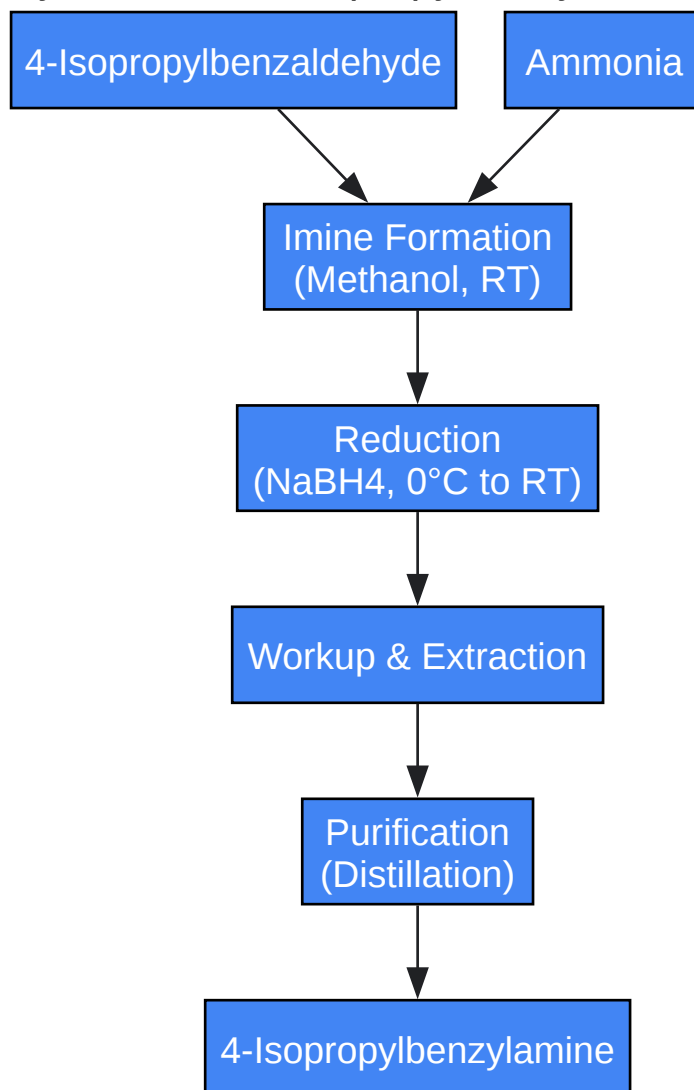 4-Isopropylbenzaldehyde
Ammonia
Imine Formation
(Methanol, RT)
Reduction
(NaBH4, 0°C to RT)
Workup & Extraction
Purification
(Distillation)
4-Isopropylbenzylamine